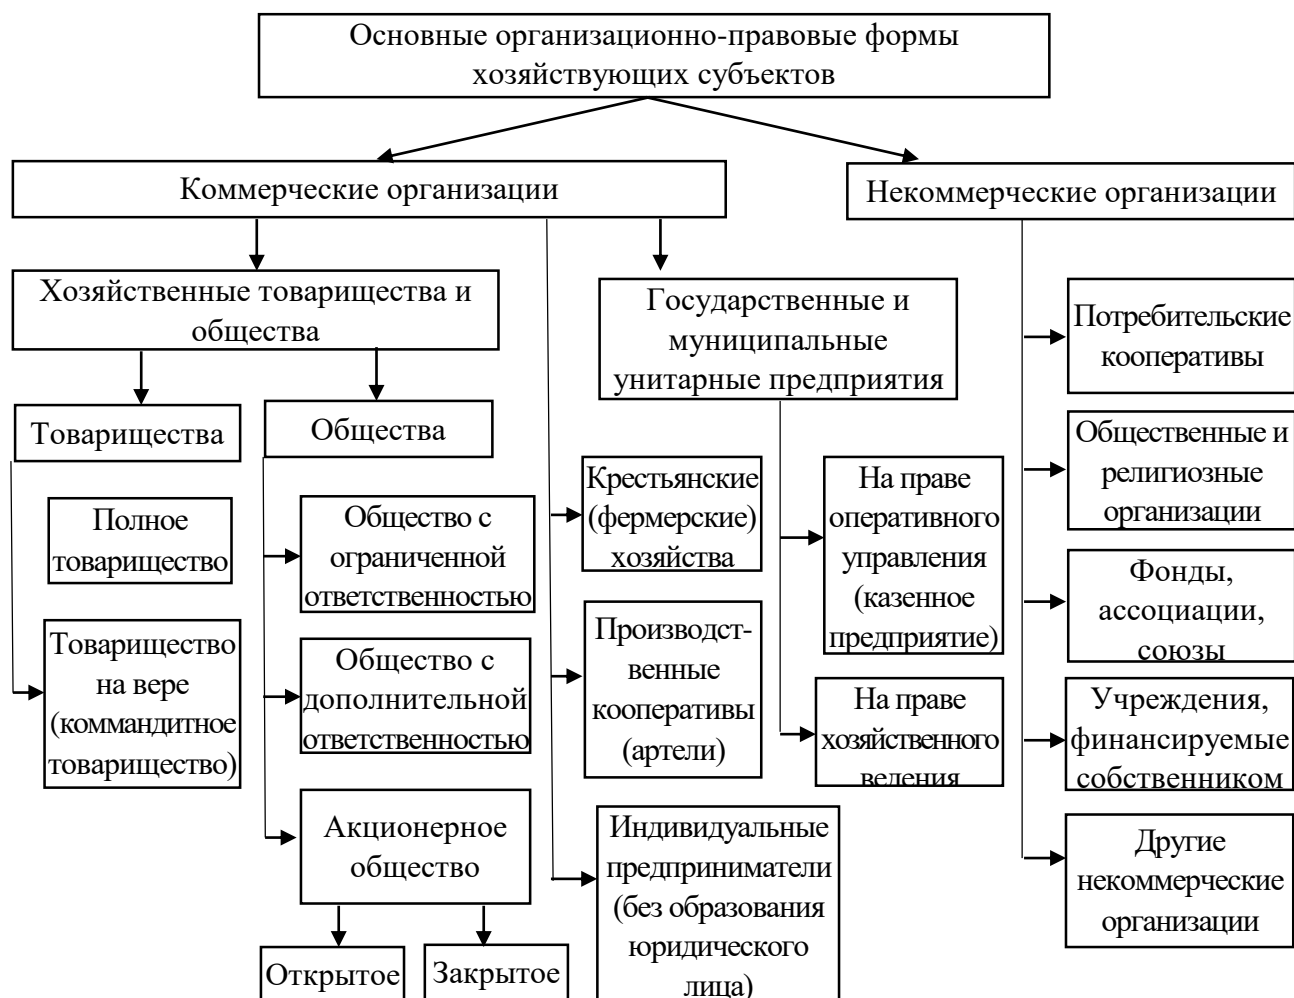 Основные организационно-правовые формы
хозяйствующих субъектов
Коммерческие организации
Некоммерческие организации
Хозяйственные товарищества и
общества
Государственные и
муниципальные
унитарные предприятия
Товарищества
Общества
Полное
товарищество
Товарищество
на вере
(коммандитное
товарищество)
Общество с
ограниченной
ответственностью
Общество с
дополнительной
ответственностью
Акционерное
общество
Открытое
Закрытое
Крестьянские
(фермерские)
хозяйства
Производст-
венные
кооперативы
(артели)
Индивидуальные
предприниматели
(без образования
юридического
лица)
На праве
оперативного
управления
(казенное
предприятие)
На праве
хозяйственного
ведения
Потребительские
кооперативы
Общественные и
религиозные
организации
Фонды,
ассоциации,
союзы
Учреждения,
финансируемые
собственником
Другие
некоммерческие
организации